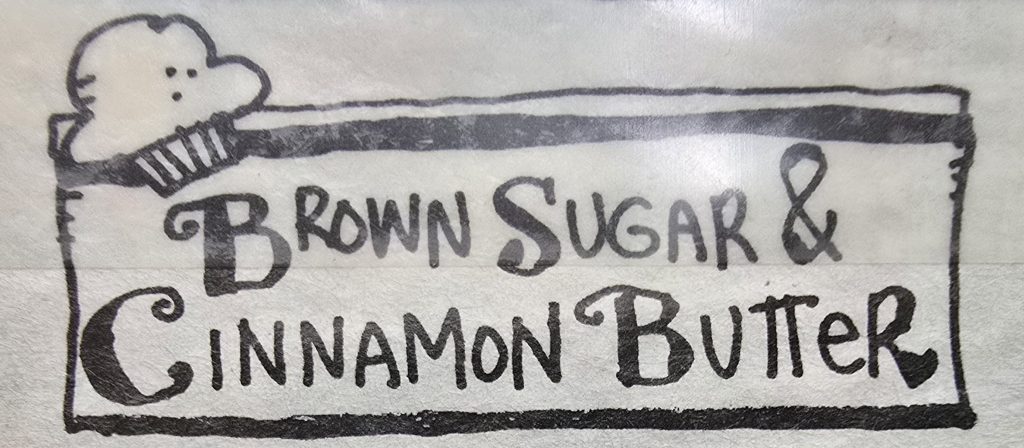 Brown Sugar &
Cinnamon Butter